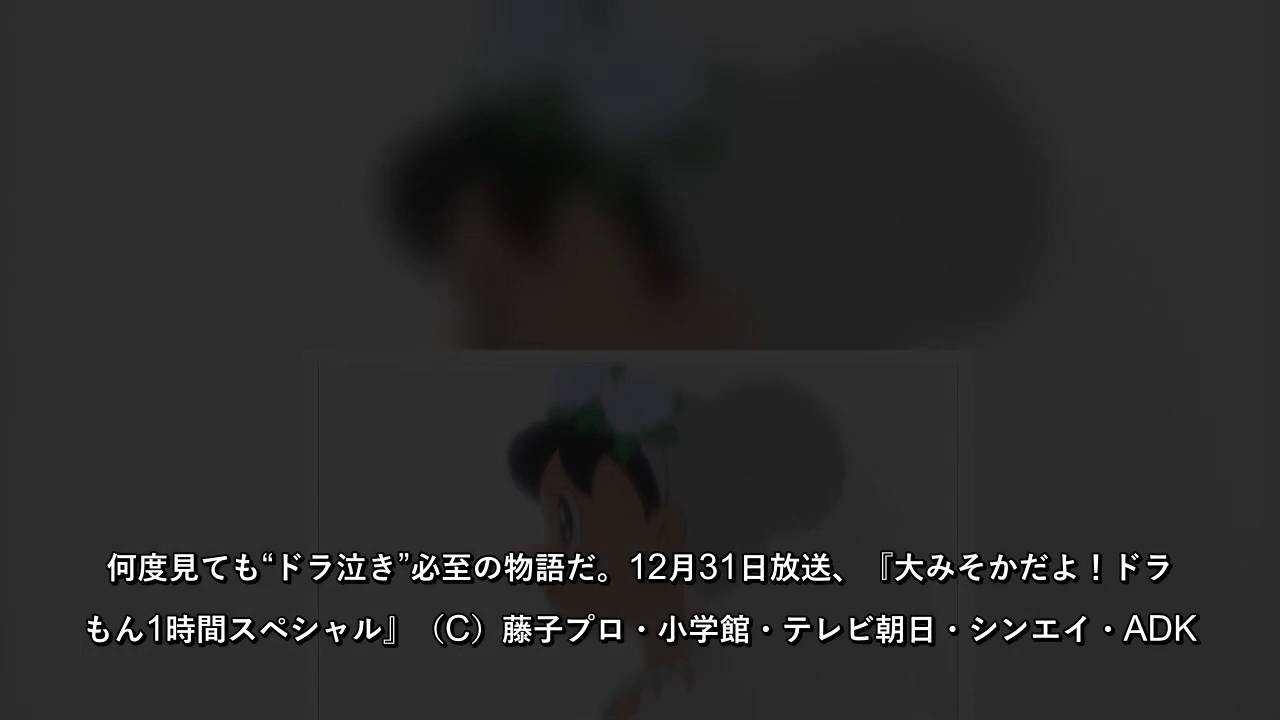 何度見ても“ドラ泣き”必至の物語だ。12月31日放送、『大みそかだよ！ドラ
もん1時間スペシャル』（C）藤子プロ・小学館・テレビ朝日・シンエイ・ADK